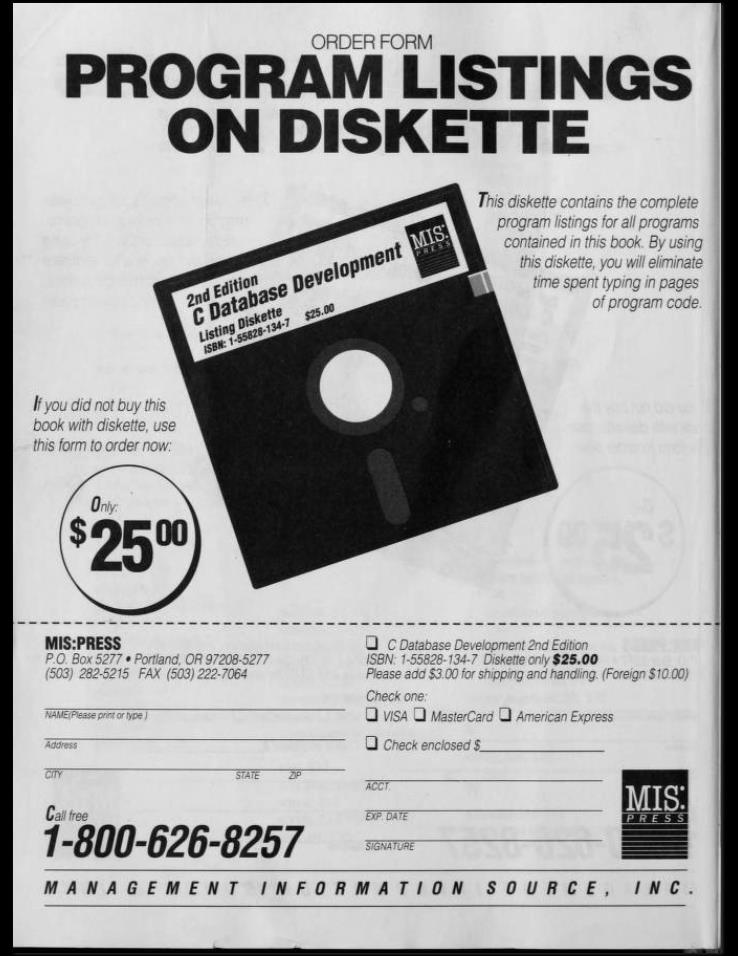 ORDER FORM
PROGRAM LISTINGS
ON DISKETTE
This diskette contains the complete
program listings for all programs
contained in this book. By using
this diskette, you will eliminate
time spent typing in pages
of program code.
2nd Edition
C Database Development
Listing Diskette
ISBN: 1-55828-134-7 $25.00
MIS:
PRESS
If you did not buy this
book with diskette, use
this form to order now:
Only:
$25.00
MIS:PRESS
P.O. Box 5277 • Portland, OR 97208-5277
(503) 282-5215 FAX (503) 222-7064
NAME(Please print or type )
Address
CITY STATE ZIP
Call free
1-800-626-8257
❏ C Database Development 2nd Edition
ISBN: 1-55828-134-7 Diskette only $25.00
Please add $3.00 for shipping and handling. (Foreign $10.00)
Check one:
❏ VISA ❏ MasterCard ❏ American Express
❏ Check enclosed $
ACCT.
EXP. DATE
SIGNATURE
MIS:
PRESS
MANAGEMENT INFORMATION SOURCE, INC.